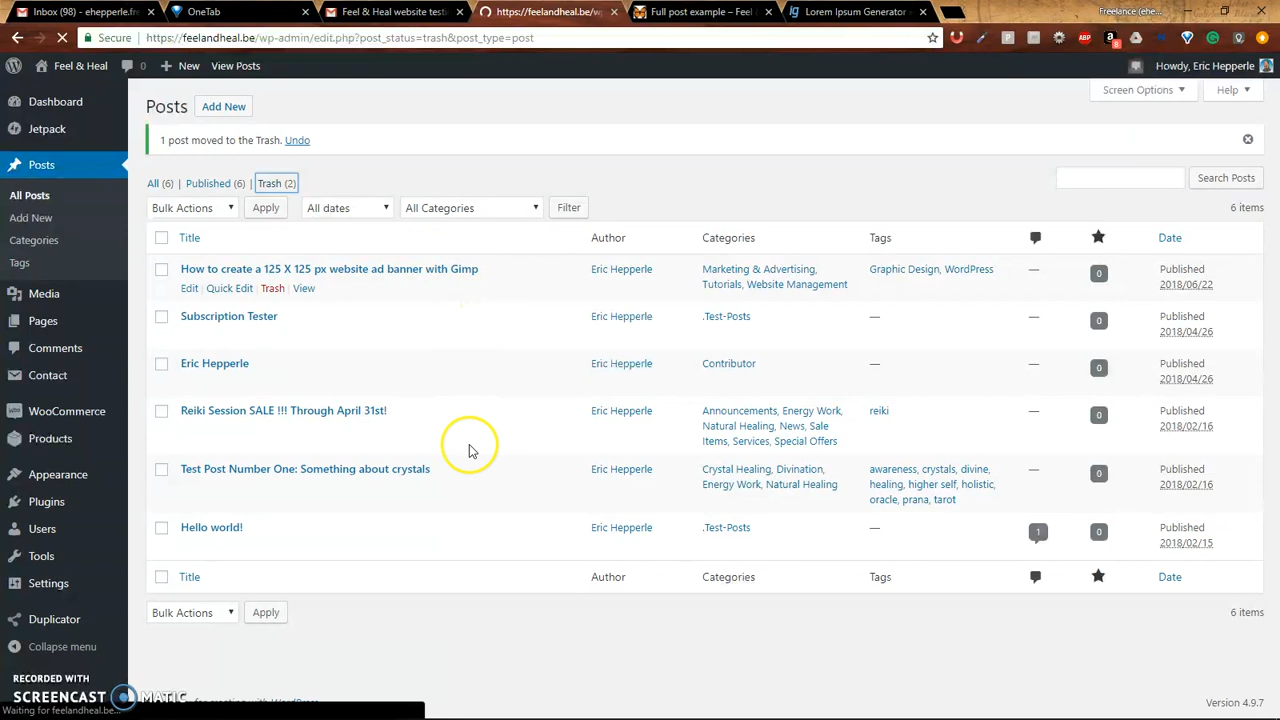 Inbox (98) - ehepperle.fre
OneTab
Feel & Heal website tests
https://feelandheal.be/wp
Full post example – Feel
Lorem Ipsum Generator
Freelance (ehe...
Secure https://feelandheal.be/wp-admin/edit.php?post_status=trash&post_type=post
Feel & Heal 0 New View Posts Howdy, Eric Hepperle
Screen Options Help
Dashboard
Jetpack
Posts
All Posts
Add New
Categories
Tags
Media
Pages
Comments
Contact
WooCommerce
Products
Appearance
Plugins
Users
Tools
Settings
Duplicator
Collapse menu
Posts Add New
1 post moved to the Trash. Undo
All (6) | Published (6) | Trash (2)
Search Posts
Bulk Actions Apply All dates All Categories Filter 6 items
Title Author Categories Tags Date
How to create a 125 X 125 px website ad banner with Gimp Eric Hepperle Marketing & Advertising, Graphic Design, WordPress — 0 Published
Edit | Quick Edit | Trash | View Tutorials, Website Management 2018/06/22
Subscription Tester Eric Hepperle .Test-Posts — — 0 Published
2018/04/26
Eric Hepperle Eric Hepperle Contributor — — 0 Published
2018/04/26
Reiki Session SALE !!! Through April 31st! Eric Hepperle Announcements, Energy Work, reiki — 0 Published
Natural Healing, News, Sale 2018/02/16
Items, Services, Special Offers
Test Post Number One: Something about crystals Eric Hepperle Crystal Healing, Divination, awareness, crystals, divine, — 0 Published
Energy Work, Natural Healing healing, higher self, holistic, 2018/02/16
oracle, prana, tarot
Hello world! Eric Hepperle .Test-Posts — 1 0 Published
2018/02/15
Title Author Categories Tags Date
Bulk Actions Apply 6 items
RECORDED WITH
SCREENCAST MATIC
for creating with WordPress
Waiting for feelandheal.be...
Version 4.9.7